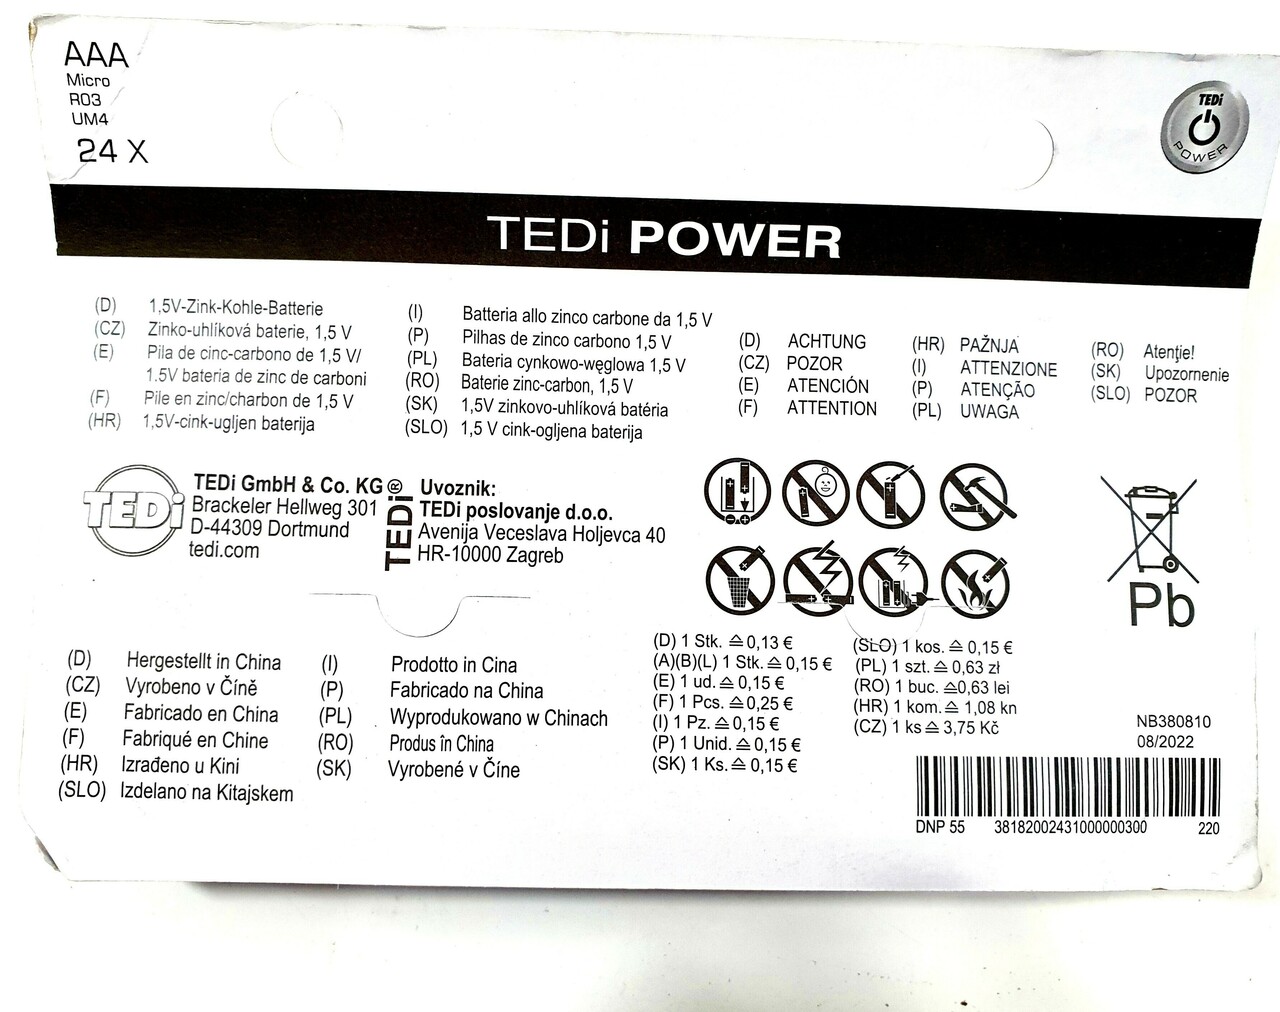 AAA
Micro
R03
UM4
24 X
TEDi
POWER
TEDi POWER
(D) 1,5V-Zink-Kohle-Batterie
(CZ) Zinko-uhlíková baterie, 1,5 V
(E) Pila de cinc-carbono de 1,5 V/
1.5V bateria de zinc de carboni
(F) Pile en zinc/charbon de 1,5 V
(HR) 1,5V-cink-ugljen baterija
(I) Batteria allo zinco carbone da 1,5 V
(P) Pilhas de zinco carbono 1,5 V
(PL) Bateria cynkowo-węglowa 1,5 V
(RO) Baterie zinc-carbon, 1,5 V
(SK) 1,5V zinkovo-uhlíková batéria
(SLO) 1,5 V cink-ogljena baterija
(D) ACHTUNG
(CZ) POZOR
(E) ATENCIÓN
(F) ATTENTION
(HR) PAŽNJA
(I) ATTENZIONE
(P) ATENÇÃO
(PL) UWAGA
(RO) Atenţie!
(SK) Upozornenie
(SLO) POZOR
TEDi
TEDi GmbH & Co. KG
Brackeler Hellweg 301
D-44309 Dortmund
tedi.com
TEDi®
Uvoznik:
TEDi poslovanje d.o.o.
Avenija Veceslava Holjevca 40
HR-10000 Zagreb
Pb
(D) Hergestellt in China
(CZ) Vyrobeno v Číně
(E) Fabricado en China
(F) Fabriqué en Chine
(HR) Izrađeno u Kini
(SLO) Izdelano na Kitajskem
(I) Prodotto in Cina
(P) Fabricado na China
(PL) Wyprodukowano w Chinach
(RO) Produs în China
(SK) Vyrobené v Číne
(D) 1 Stk. ≙ 0,13 €
(A)(B)(L) 1 Stk. ≙ 0,15 €
(E) 1 ud. ≙ 0,15 €
(F) 1 Pcs. ≙ 0,25 €
(I) 1 Pz. ≙ 0,15 €
(P) 1 Unid. ≙ 0,15 €
(SK) 1 Ks. ≙ 0,15 €
(SLO) 1 kos. ≙ 0,15 €
(PL) 1 szt. ≙ 0,63 zł
(RO) 1 buc. ≙0,63 lei
(HR) 1 kom. ≙ 1,08 kn
(CZ) 1 ks ≙ 3,75 Kč
NB380810
08/2022
DNP 55 38182002431000000300 220